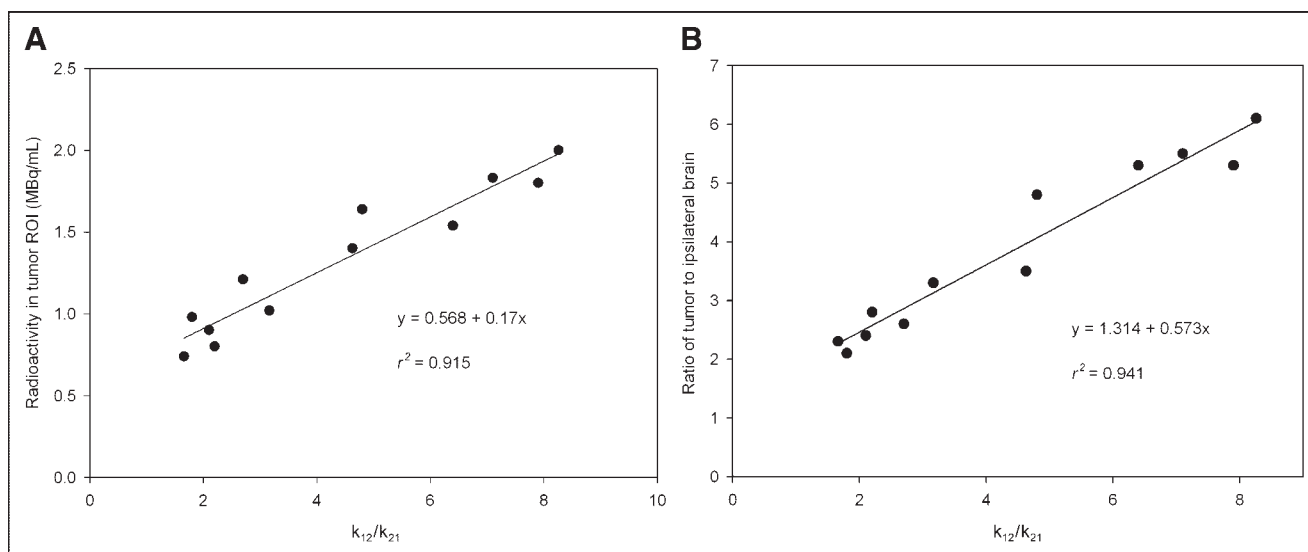 A
2.5
2.0
1.5
1.0
0.5
0.0
Radioactivity in tumor ROI (MBq/mL)
y = 0.568 + 0.17x
r² = 0.915
0 2 4 6 8 10
k₁₂/k₂₁
B
7
6
5
4
3
2
1
0
Ratio of tumor to ipsilateral brain
y = 1.314 + 0.573x
r² = 0.941
0 2 4 6 8
k₁₂/k₂₁